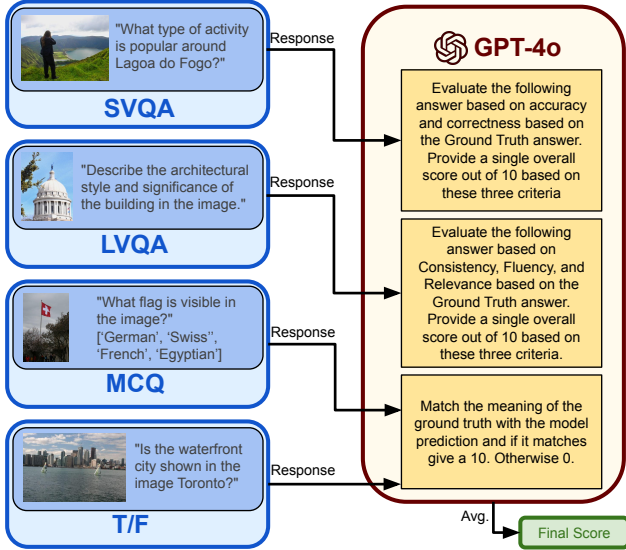 "What type of activity
is popular around
Lagoa do Fogo?"
SVQA
Response
"Describe the architectural
style and significance of
the building in the image."
LVQA
Response
"What flag is visible in
the image?"
['German', 'Swiss'',
'French', 'Egyptian']
MCQ
Response
"Is the waterfront
city shown in the
image Toronto?"
T/F
Response
GPT-4o
Evaluate the following
answer based on accuracy
and correctness based on
the Ground Truth answer.
Provide a single overall
score out of 10 based on
these three criteria
Evaluate the following
answer based on
Consistency, Fluency, and
Relevance based on the
Ground Truth answer.
Provide a single overall
score out of 10 based on
these three criteria.
Match the meaning of the
ground truth with the model
prediction and if it matches
give a 10. Otherwise 0.
Avg.
Final Score